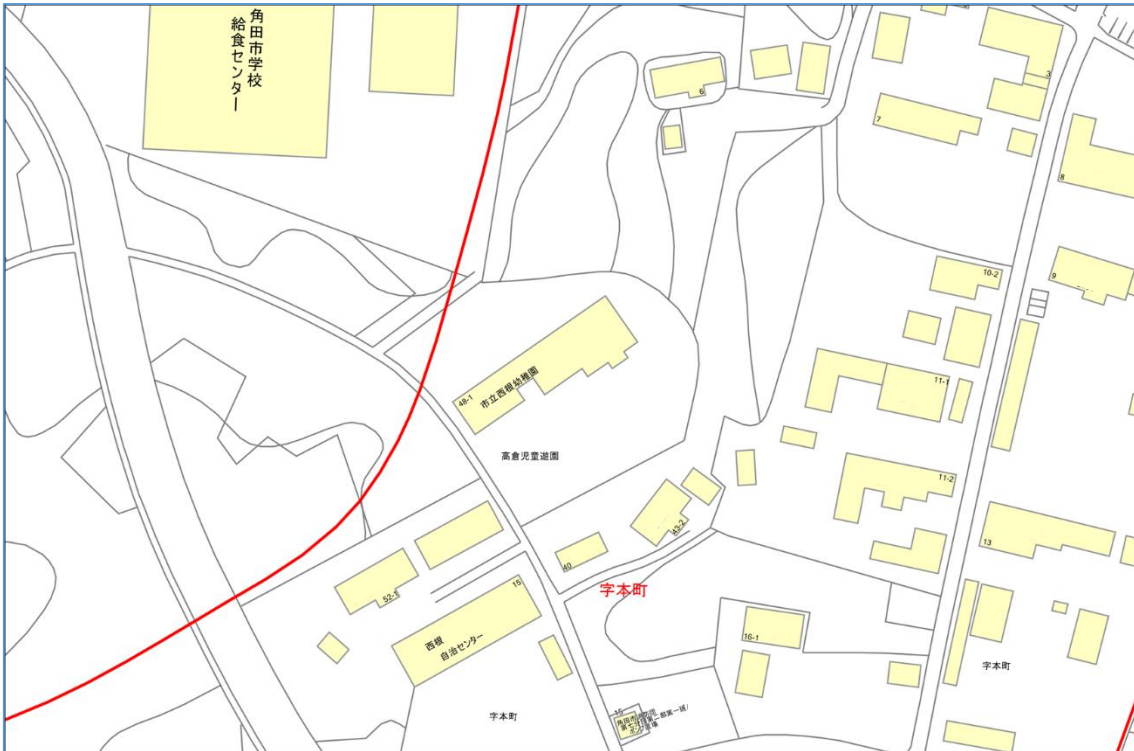 角田市学校
給食センター
6
3
7
8
9
10-2
48-1
市立西根幼稚園
11-1
高倉児童遊園
11-2
43-2
13
40
52-1
15
字本町
西根
自治センター
16-1
字本町
字本町
15